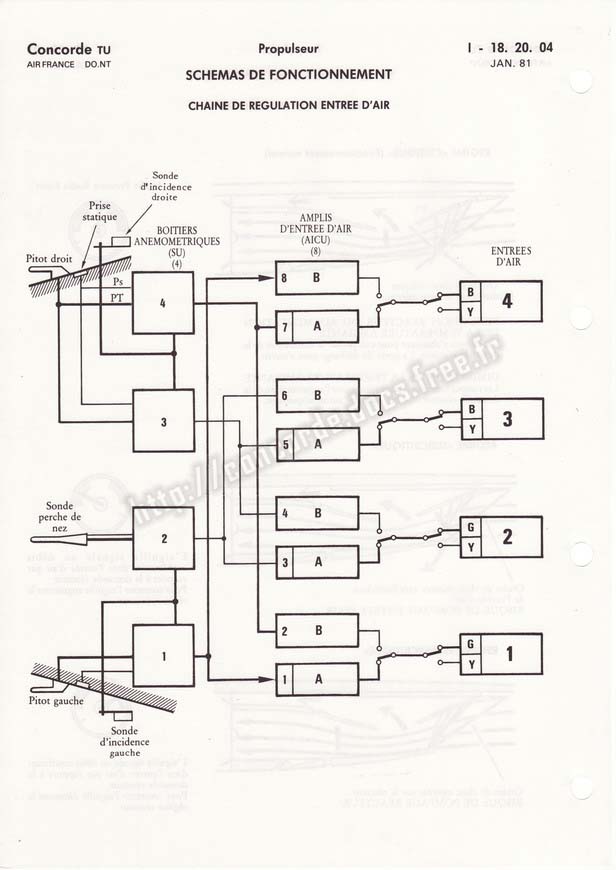 Concorde TU
AIR FRANCE DO.NT
Propulseur
SCHEMAS DE FONCTIONNEMENT
CHAINE DE REGULATION ENTREE D'AIR
I - 18. 20. 04
JAN. 81
Sonde
d'incidence
droite
Prise
statique
Pitot droit
Ps
PT
BOITIERS
ANEMOMETRIQUES
(SU)
(4)
AMPLIS
D'ENTREE D'AIR
(AICU)
(8)
ENTREES
D'AIR
4
8 B
7 A
B
Y
4
3
6 B
5 A
B
Y
3
Sonde
perche de
nez
2
4 B
3 A
G
Y
2
1
2 B
1 A
G
Y
1
Pitot gauche
Sonde
d'incidence
gauche
http://concorde.docs.free.fr